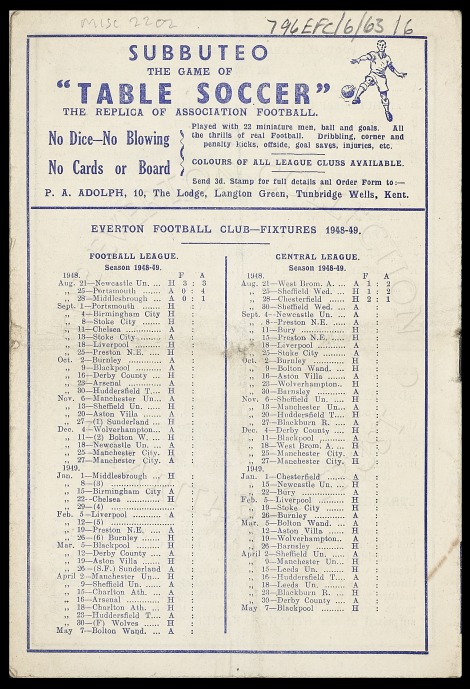 Misc 2202
796EFC/6/63/6
SUBBUTEO
THE GAME OF
"TABLE SOCCER"
THE REPLICA OF ASSOCIATION FOOTBALL.
No Dice—No Blowing
No Cards or Board
Played with 22 miniature men, ball and goals. All
the thrills of real Football. Dribbling, corner and
penalty kicks, offside, goal saves, injuries, etc.
COLOURS OF ALL LEAGUE CLUBS AVAILABLE.
Send 3d. Stamp for full details and Order Form to:—
P. A. ADOLPH, 10, The Lodge, Langton Green, Tunbridge Wells, Kent.
EVERTON FOOTBALL CLUB—FIXTURES 1948-49.
FOOTBALL LEAGUE.
Season 1948-49.
1948. F A
Aug. 21—Newcastle Un. ... H 3 : 3
„ 25—Portsmouth ...... A 0 : 4
„ 28—Middlesbrough ... A 0 : 1
Sept. 1—Portsmouth ...... H :
„ 4—Birmingham City H :
„ 8—Stoke City ...... H :
„ 11—Chelsea ............ A :
„ 13—Stoke City ...... A :
„ 18—Liverpool ......... H :
„ 25—Preston N.E. ... H :
Oct. 2—Burnley ............ A :
„ 9—Blackpool ......... A :
„ 16—Derby County ... H :
„ 23—Arsenal ............ A :
„ 30—Huddersfield T.... H :
Nov. 6—Manchester Un... A :
„ 13—Sheffield Un. ... H :
„ 20—Aston Villa ...... A :
„ 27—(1) Sunderland ... H :
Dec. 4—Wolverhampton... A :
„ 11—(2) Bolton W. ... H :
„ 18—Newcastle Un. ... A :
„ 25—Manchester City. H :
„ 27—Manchester City. A :
1949.
Jan. 1—Middlesbrough ... H :
„ 8—(3) ..................
„ 15—Birmingham City A :
„ 22—Chelsea ............ H :
„ 29—(4) ..................
Feb. 5—Liverpool ......... A :
„ 12—(5) ..................
„ 19—Preston N.E. ... A :
„ 26—(6) Burnley ...... H :
Mar. 5—Blackpool ......... H :
„ 12—Derby County ... A :
„ 19—Aston Villa ...... H :
„ 26—(S.F.) Sunderland A :
April 2—Manchester Un... H :
„ 9—Sheffield Un. ... A :
„ 15—Charlton Ath. ... A :
„ 16—Arsenal ............ H :
„ 18—Charlton Ath. ... H :
„ 23—Huddersfield T.... A :
„ 30—(F) Wolves ...... H :
May 7—Bolton Wand. ... A :
CENTRAL LEAGUE.
Season 1948-49.
1948. F A
Aug. 21—West Brom. A. ... A 1 : 2
„ 25—Sheffield Wed. ... H 1 : 2
„ 28—Chesterfield ...... H 2 : 1
„ 30—Sheffield Wed. ... A :
Sept. 4—Newcastle Un. ... A :
„ 8—Preston N.E. ... A :
„ 11—Bury ............... H :
„ 15—Preston N.E. ... H :
„ 18—Liverpool ......... A :
„ 25—Stoke City ...... A :
Oct. 2—Burnley ............ H :
„ 9—Bolton Wand. ... H :
„ 16—Aston Villa ...... A :
„ 23—Wolverhampton.. H :
„ 30—Barnsley ......... A :
Nov. 6—Sheffield Un. ... H :
„ 13—Manchester Un... A :
„ 20—Huddersfield T.... H :
„ 27—Blackburn R. ... A :
Dec. 4—Derby County ... H :
„ 11—Blackpool ......... A :
„ 18—West Brom. A. ... H :
„ 25—Manchester City. A :
„ 27—Manchester City. H :
1949.
Jan. 1—Chesterfield ...... A :
„ 15—Newcastle Un. ... H :
„ 22—Bury ............... A :
Feb. 5—Liverpool ......... H :
„ 19—Stoke City ...... H :
„ 26—Burnley ............ A :
Mar. 5—Bolton Wand. ... A :
„ 12—Aston Villa ...... H :
„ 19—Wolverhampton... A :
„ 26—Barnsley ......... H :
April 2—Sheffield Un. ... A :
„ 9—Manchester Un... H :
„ 15—Leeds Un. ......... H :
„ 16—Huddersfield T.... A :
„ 18—Leeds Un. ......... A :
„ 23—Blackburn R. ... H :
„ 30—Derby County ... A :
May 7—Blackpool ......... H :